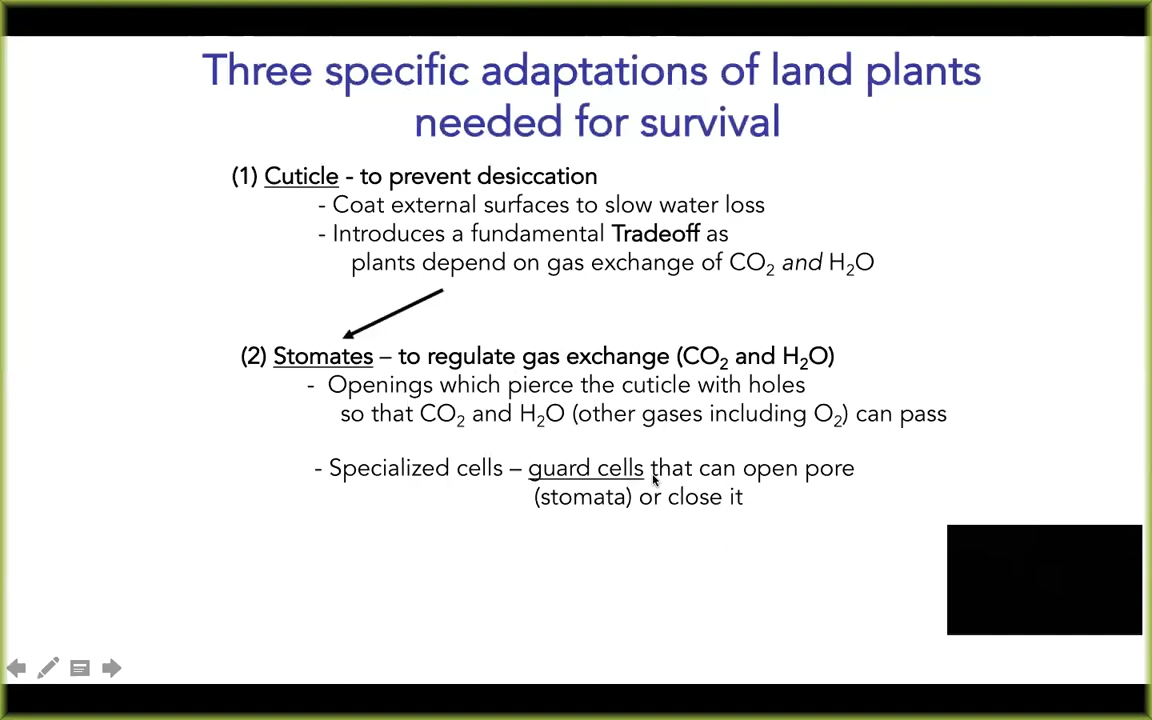 Three specific adaptations of land plants
needed for survival
(1) Cuticle - to prevent desiccation
- Coat external surfaces to slow water loss
- Introduces a fundamental Tradeoff as
plants depend on gas exchange of CO₂ and H₂O
(2) Stomates – to regulate gas exchange (CO₂ and H₂O)
- Openings which pierce the cuticle with holes
so that CO₂ and H₂O (other gases including O₂) can pass
- Specialized cells – guard cells that can open pore
(stomata) or close it